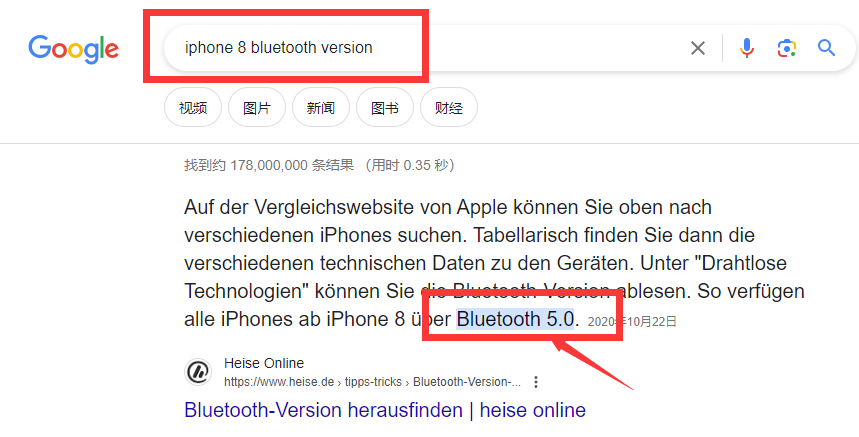 Google
iphone 8 bluetooth version
视频 图片 新闻 图书 财经
找到约 178,000,000 条结果 （用时 0.35 秒）
Auf der Vergleichswebsite von Apple können Sie oben nach
verschiedenen iPhones suchen. Tabellarisch finden Sie dann die
verschiedenen technischen Daten zu den Geräten. Unter "Drahtlose
Technologien" können Sie die Bluetooth-Version ablesen. So verfügen
alle iPhones ab iPhone 8 über Bluetooth 5.0. 2020年10月22日
Heise Online
https://www.heise.de › tipps-tricks › Bluetooth-Version-...
Bluetooth-Version herausfinden | heise online